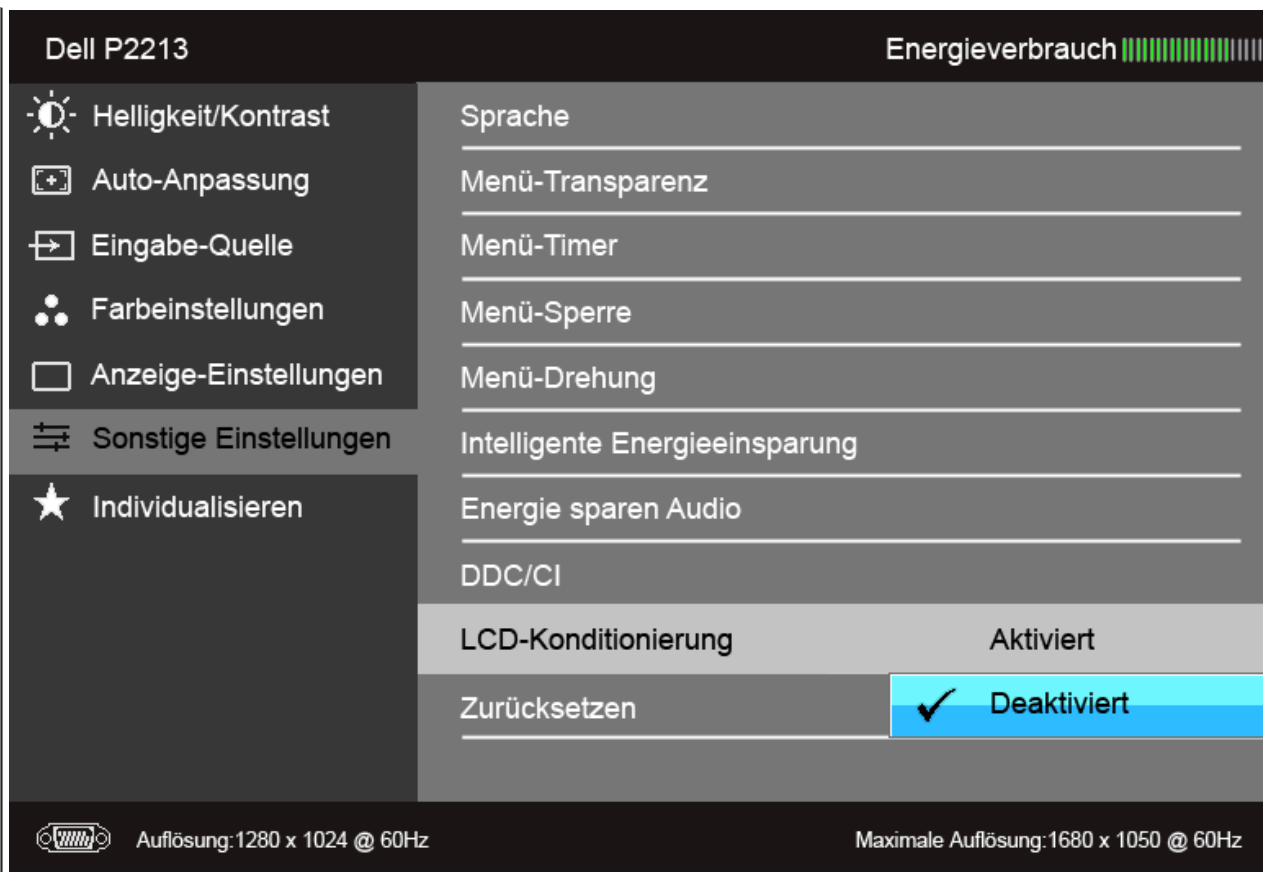 Dell P2213 Energieverbrauch
Helligkeit/Kontrast Sprache
Auto-Anpassung Menü-Transparenz
Eingabe-Quelle Menü-Timer
Farbeinstellungen Menü-Sperre
Anzeige-Einstellungen Menü-Drehung
Sonstige Einstellungen Intelligente Energieeinsparung
Individualisieren Energie sparen Audio
DDC/CI
LCD-Konditionierung Aktiviert
Zurücksetzen Deaktiviert
Auflösung:1280 x 1024 @ 60Hz Maximale Auflösung:1680 x 1050 @ 60Hz